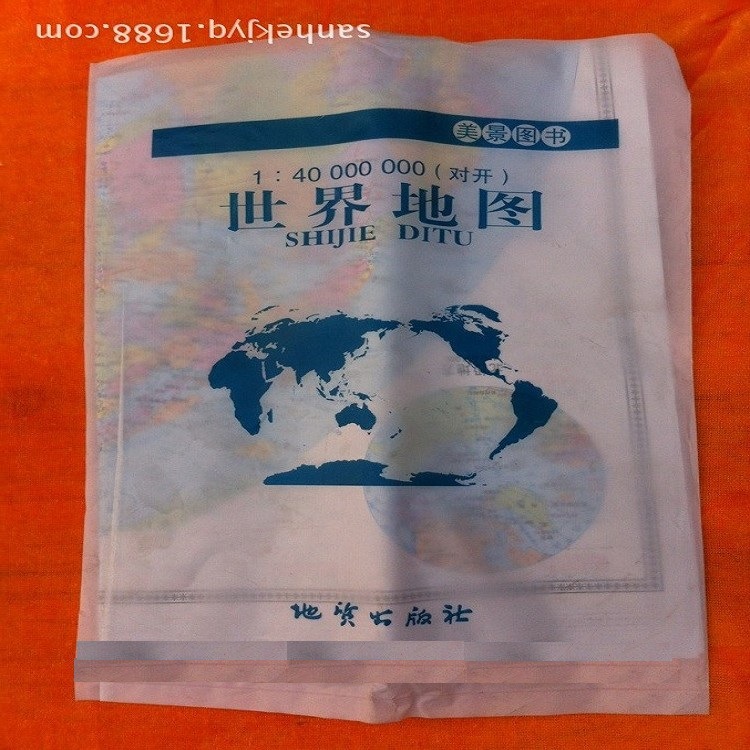 sanhekjyq.1688.com
美景图书
1：40 000 000（对开）
世界地图
SHIJIE DITU
地资出版社